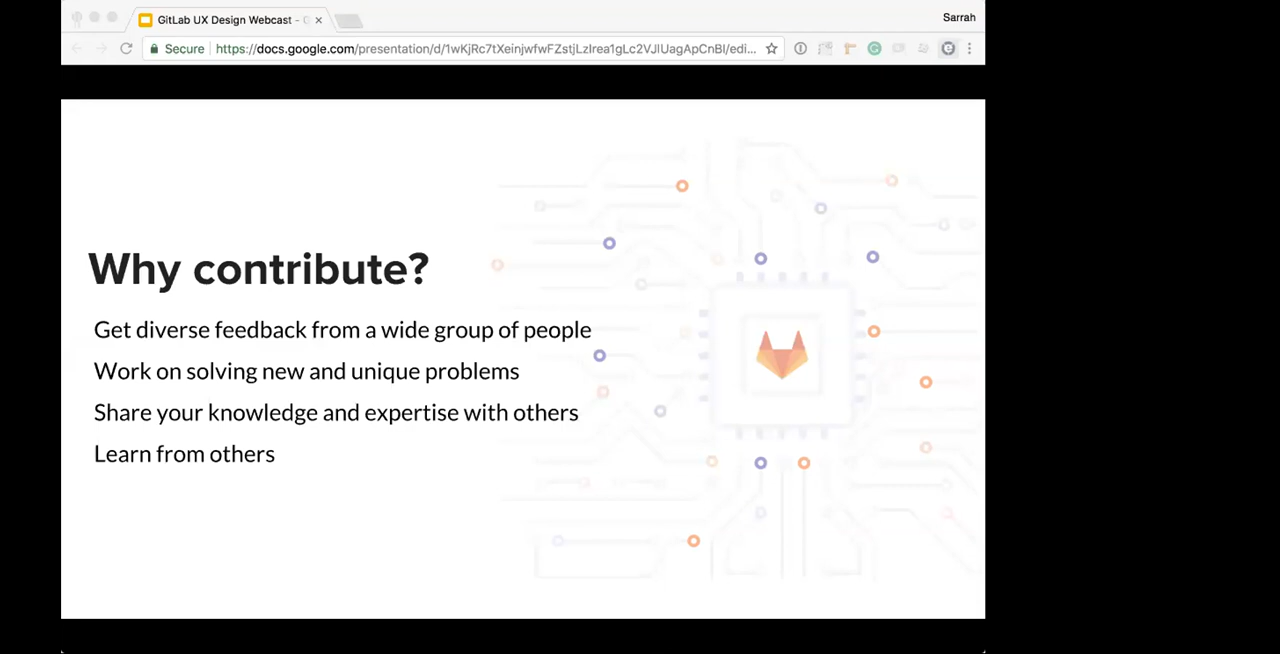 GitLab UX Design Webcast - G
Sarrah
Secure
https://docs.google.com/presentation/d/1wKjRc7tXeinjwfwFZstjLzIrea1gLc2VJIUagApCnBI/edi...
Why contribute?
Get diverse feedback from a wide group of people
Work on solving new and unique problems
Share your knowledge and expertise with others
Learn from others